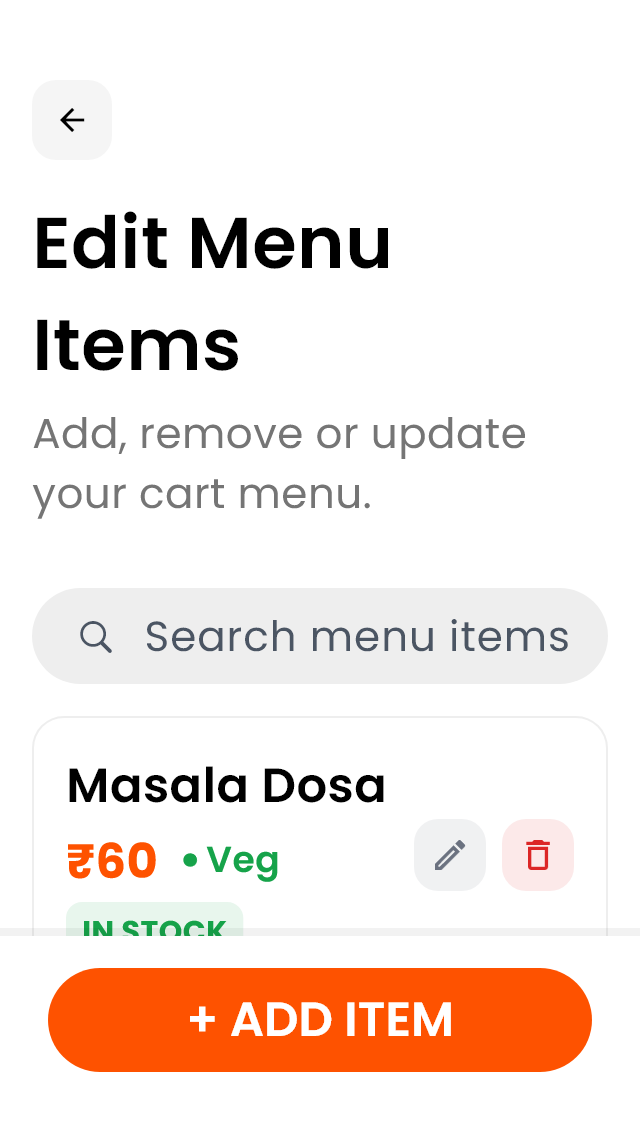 Edit Menu
Items
Add, remove or update
your cart menu.
Search menu items
Masala Dosa
₹60 • Veg
IN STOCK
+ ADD ITEM